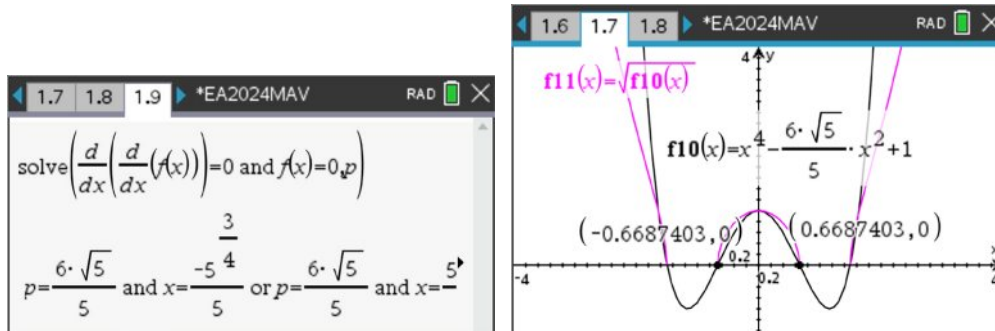 1.7 1.8 1.9 *EA2024MAV RAD
solve(d/dx(d/dx(f(x)))=0 and f(x)=0,p)
p=6·√5/5 and x=-5^(3/4)/5 or p=6·√5/5 and x=5
1.6 1.7 1.8 *EA2024MAV RAD
4 y
f11(x)=√f10(x)
f10(x)=x^4-6·√5/5·x^2+1
(-0.6687403,0) (0.6687403,0)
0.2 x
-4 0.2 4